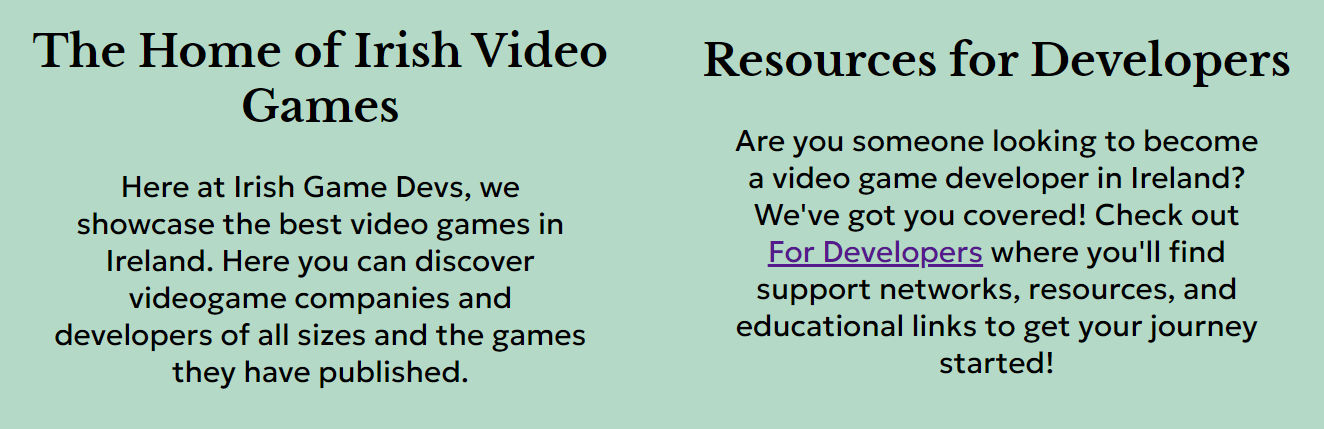 The Home of Irish Video
Games
Here at Irish Game Devs, we
showcase the best video games in
Ireland. Here you can discover
videogame companies and
developers of all sizes and the games
they have published.
Resources for Developers
Are you someone looking to become
a video game developer in Ireland?
We've got you covered! Check out
For Developers where you'll find
support networks, resources, and
educational links to get your journey
started!